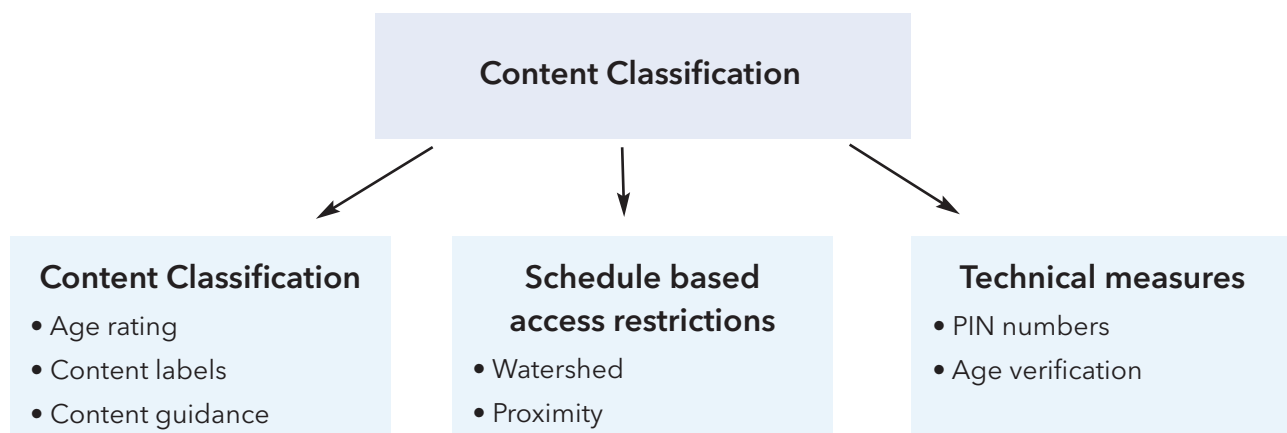 Content Classification
Content Classification
• Age rating
• Content labels
• Content guidance
Schedule based
access restrictions
• Watershed
• Proximity
Technical measures
• PIN numbers
• Age verification